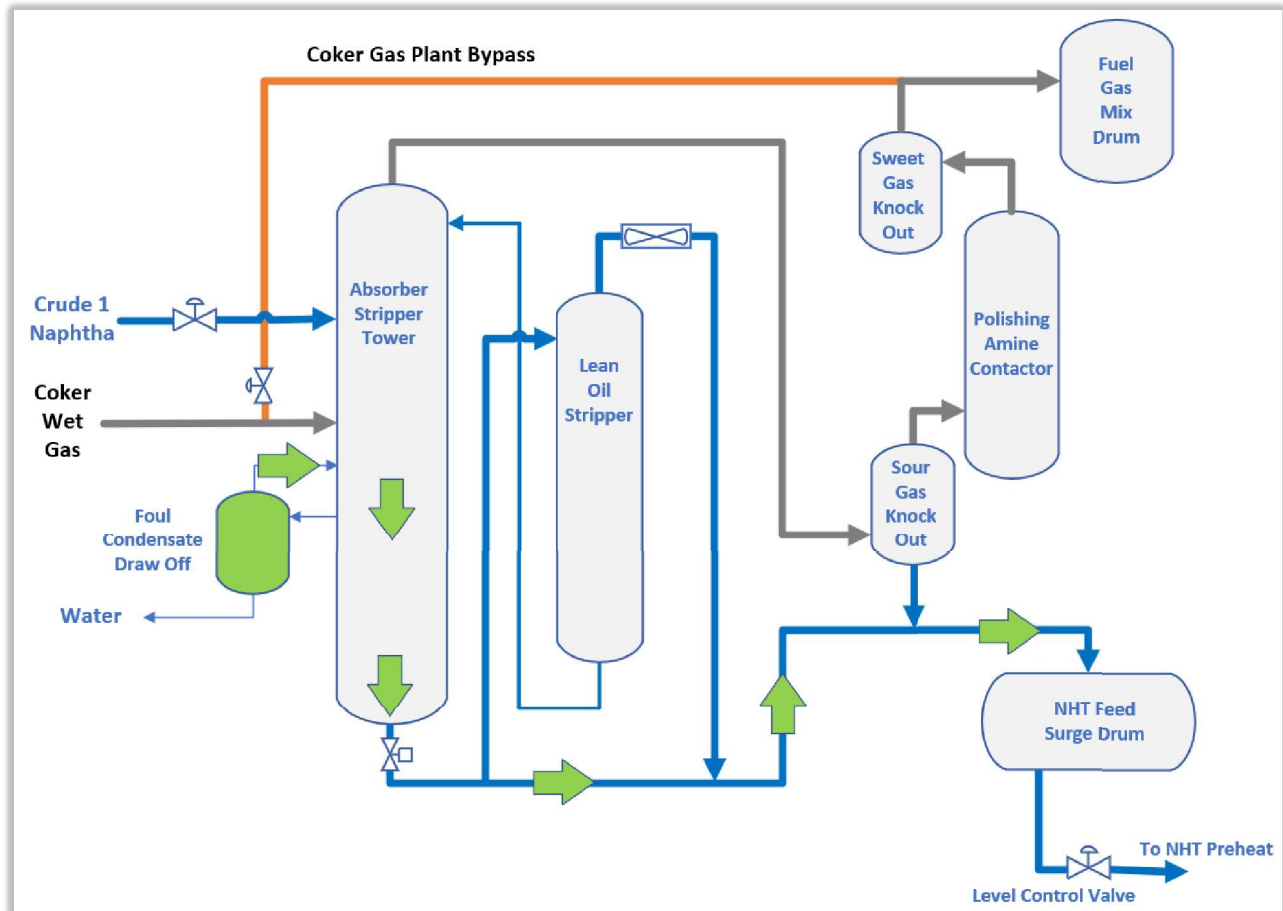 Coker Gas Plant Bypass
Fuel
Gas
Mix
Drum
Sweet
Gas
Knock
Out
Absorber
Stripper
Tower
Crude 1
Naphtha
Polishing
Amine
Contactor
Lean
Oil
Stripper
Coker
Wet
Gas
Sour
Gas
Knock
Out
Foul
Condensate
Draw Off
Water
NHT Feed
Surge Drum
To NHT Preheat
Level Control Valve